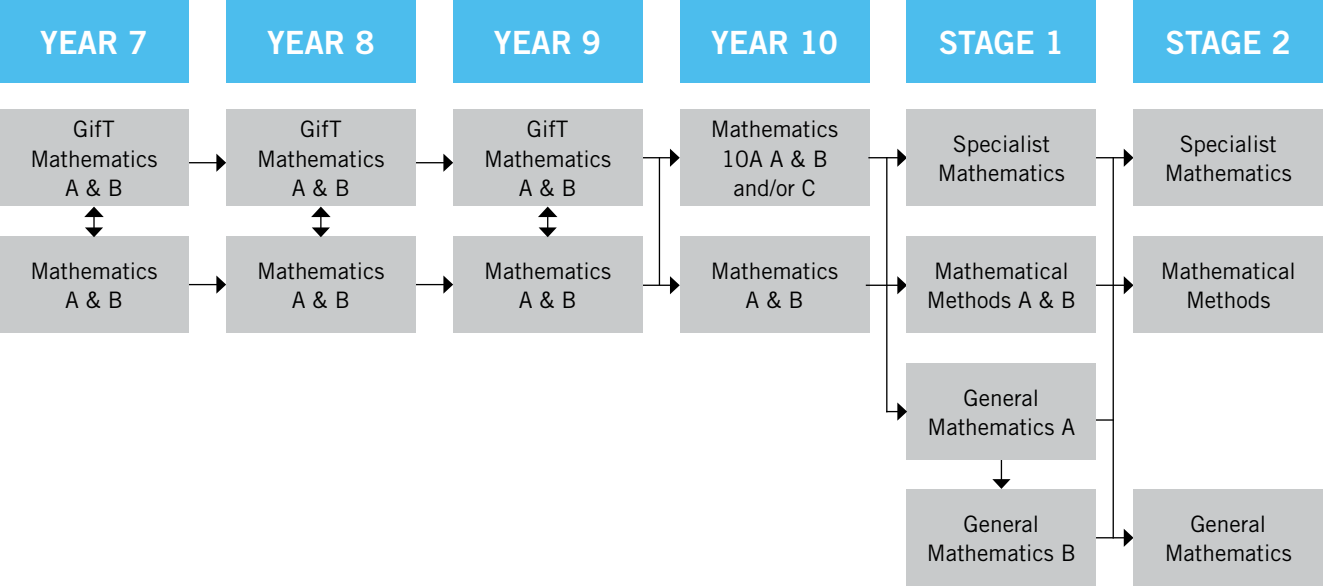 YEAR 7
YEAR 8
YEAR 9
YEAR 10
STAGE 1
STAGE 2
GifT
Mathematics
A & B
GifT
Mathematics
A & B
GifT
Mathematics
A & B
Mathematics
10A A & B
and/or C
Specialist
Mathematics
Specialist
Mathematics
Mathematics
A & B
Mathematics
A & B
Mathematics
A & B
Mathematics
A & B
Mathematical
Methods A & B
Mathematical
Methods
General
Mathematics A
General
Mathematics B
General
Mathematics